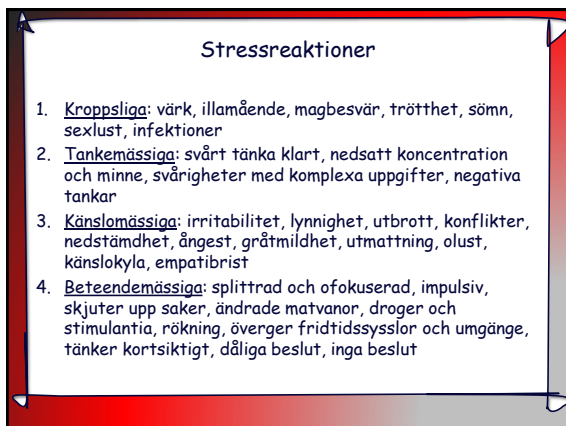 Stressreaktioner
1. Kroppsliga: värk, illamående, magbesvär, trötthet, sömn,
sexlust, infektioner
2. Tankemässiga: svårt tänka klart, nedsatt koncentration
och minne, svårigheter med komplexa uppgifter, negativa
tankar
3. Känslomässiga: irritabilitet, lynnighet, utbrott, konflikter,
nedstämdhet, ångest, gråtmildhet, utmattning, olust,
känslokyla, empatibrist
4. Beteendemässiga: splittrad och ofokuserad, impulsiv,
skjuter upp saker, ändrade matvanor, droger och
stimulantia, rökning, överger fridtidssysslor och umgänge,
tänker kortsiktigt, dåliga beslut, inga beslut